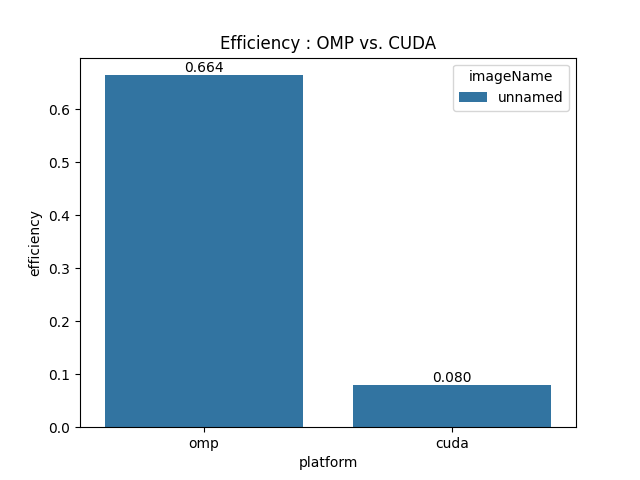 Efficiency : OMP vs. CUDA
0.664
imageName
unnamed
0.6
0.5
0.4
efficiency
0.3
0.2
0.1
0.080
0.0
omp
cuda
platform